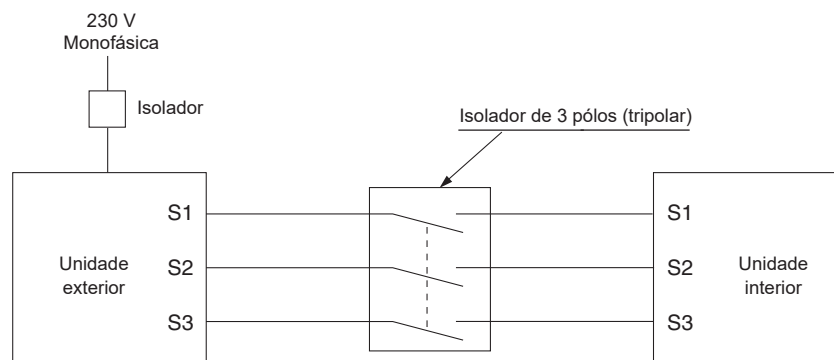 230 V
Monofásica
Isolador
Isolador de 3 pólos (tripolar)
S1
S2
S3
Unidade
exterior
S1
S2
S3
Unidade
interior